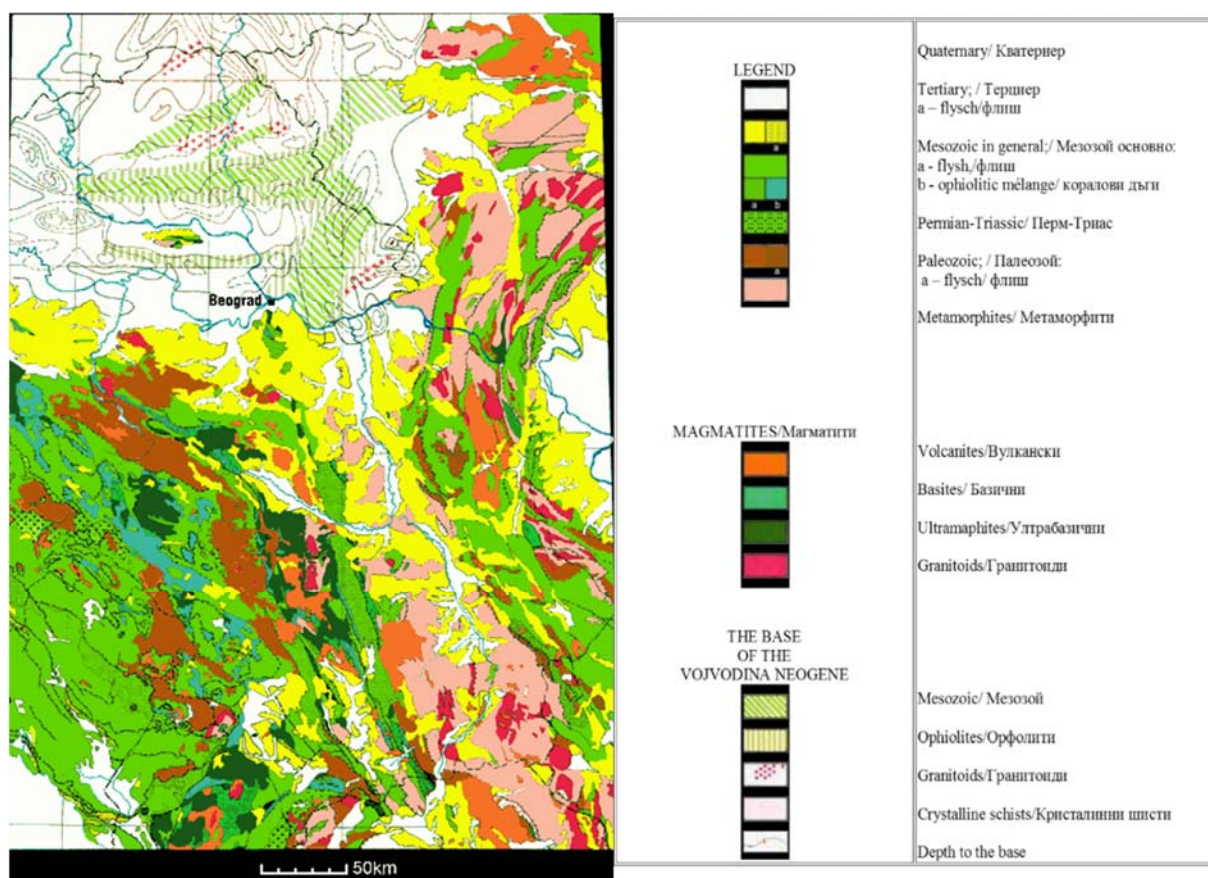 Beograd
50km
LEGEND
a
a b
a
Quaternary/ Кватернер
Tertiary; / Терциер
a – flysch/флиш
Mesozoic in general;/ Мезозой основно:
a - flysh,/флиш
b - ophiolitic mélange/ коралови дъги
Permian-Triassic/ Перм-Триас
Paleozoic; / Палеозой:
a – flysch/ флиш
Metamorphites/ Метаморфити
MAGMATITES/Магматити
Volcanites/Вулкански
Basites/ Базични
Ultramaphites/Ултрабазични
Granitoids/Гранитоиди
THE BASE
OF THE
VOJVODINA NEOGENE
Mesozoic/ Мезозой
Ophiolites/Орфолити
Granitoids/Гранитоиди
Crystalline schists/Кристалинни шисти
Depth to the base